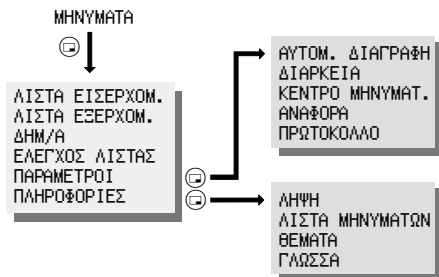 ΜΗΝΥΜΑΤΑ
ΛΙΣΤΑ ΕΙΣΕΡΧΟΜ.
ΛΙΣΤΑ ΕΞΕΡΧΟΜ.
ΔΗΜ/Α
ΕΛΕΓΧΟΣ ΛΙΣΤΑΣ
ΠΑΡΑΜΕΤΡΟΙ
ΠΛΗΡΟΦΟΡΙΕΣ
ΑΥΤΟΜ. ΔΙΑΓΡΑΦΗ
ΔΙΑΡΚΕΙΑ
ΚΕΝΤΡΟ ΜΗΝΥΜΑΤ.
ΑΝΑΦΟΡΑ
ΠΡΩΤΟΚΟΛΛΟ
ΛΗΨΗ
ΛΙΣΤΑ ΜΗΝΥΜΑΤΩΝ
ΘΕΜΑΤΑ
ΓΛΩΣΣΑ